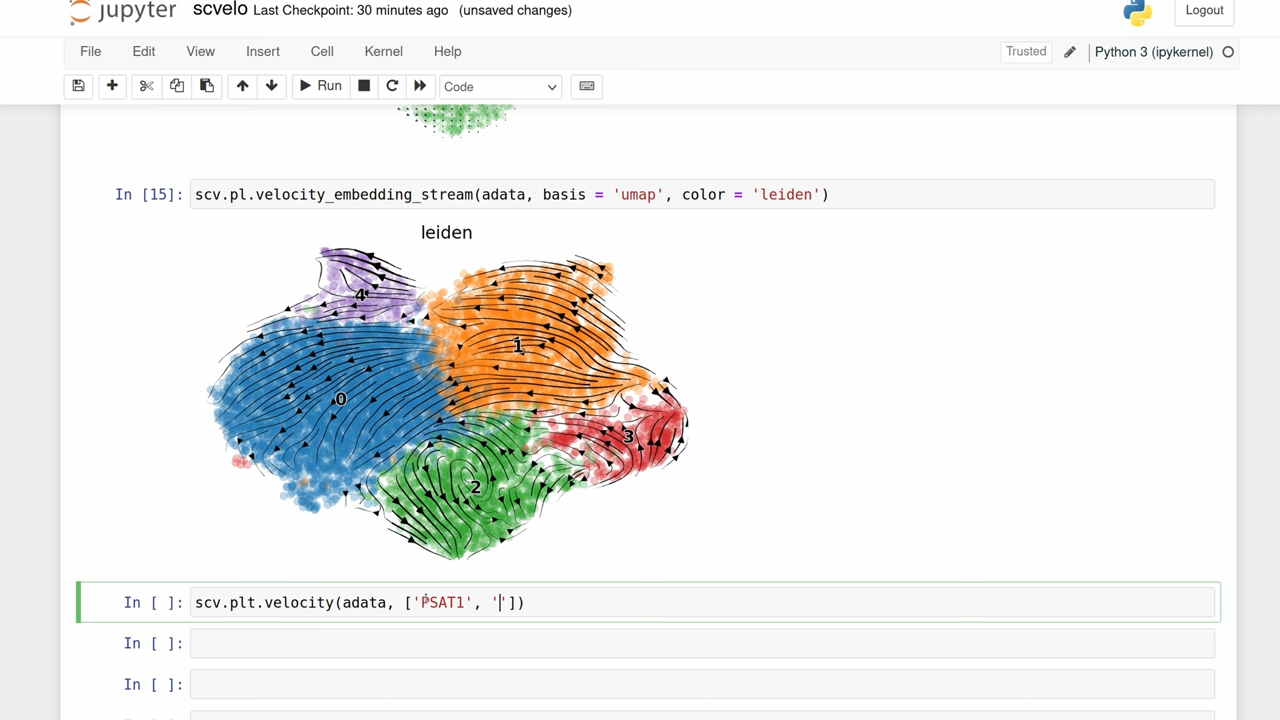 jupyter scvelo Last Checkpoint: 30 minutes ago (unsaved changes)
Logout
File Edit View Insert Cell Kernel Help
Trusted Python 3 (ipykernel)
Run Code
In [15]: scv.pl.velocity_embedding_stream(adata, basis = 'umap', color = 'leiden')
leiden
4
1
0
3
2
In [ ]: scv.plt.velocity(adata, ['PSAT1', ''])
In [ ]:
In [ ]: